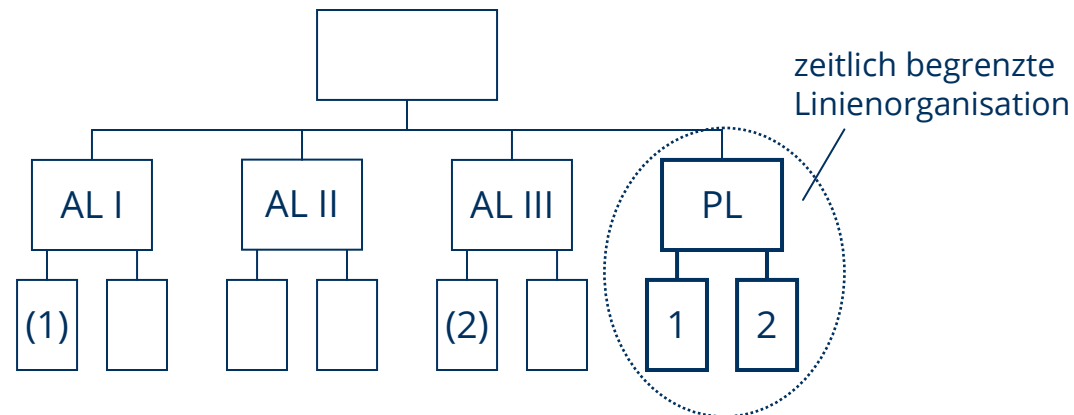 zeitlich begrenzte
Linienorganisation
AL I
AL II
AL III
PL
(1)
(2)
1
2